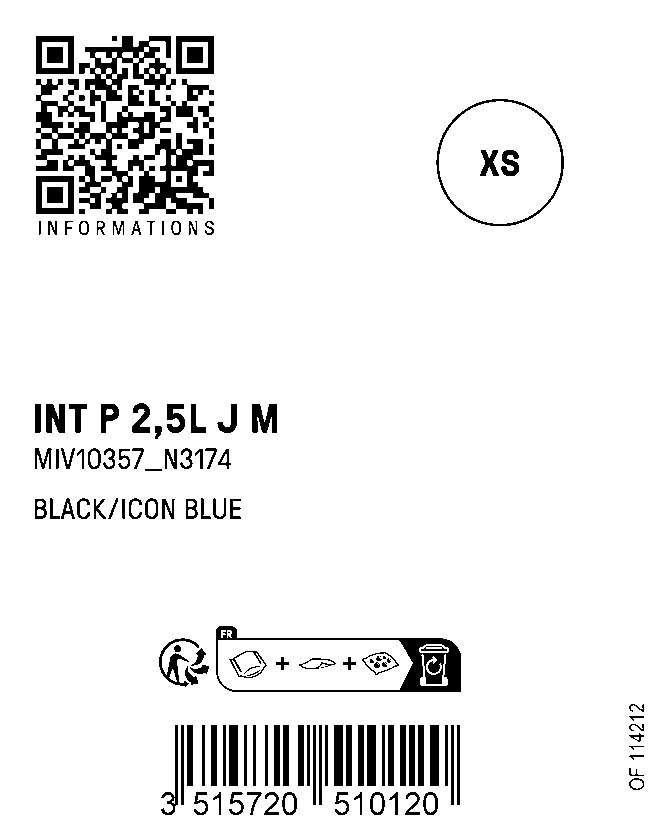 INFORMATIONS
XS
INT P 2,5L J M
MIV10357_N3174
BLACK/ICON BLUE
FR
3 515720 510120
OF 114212